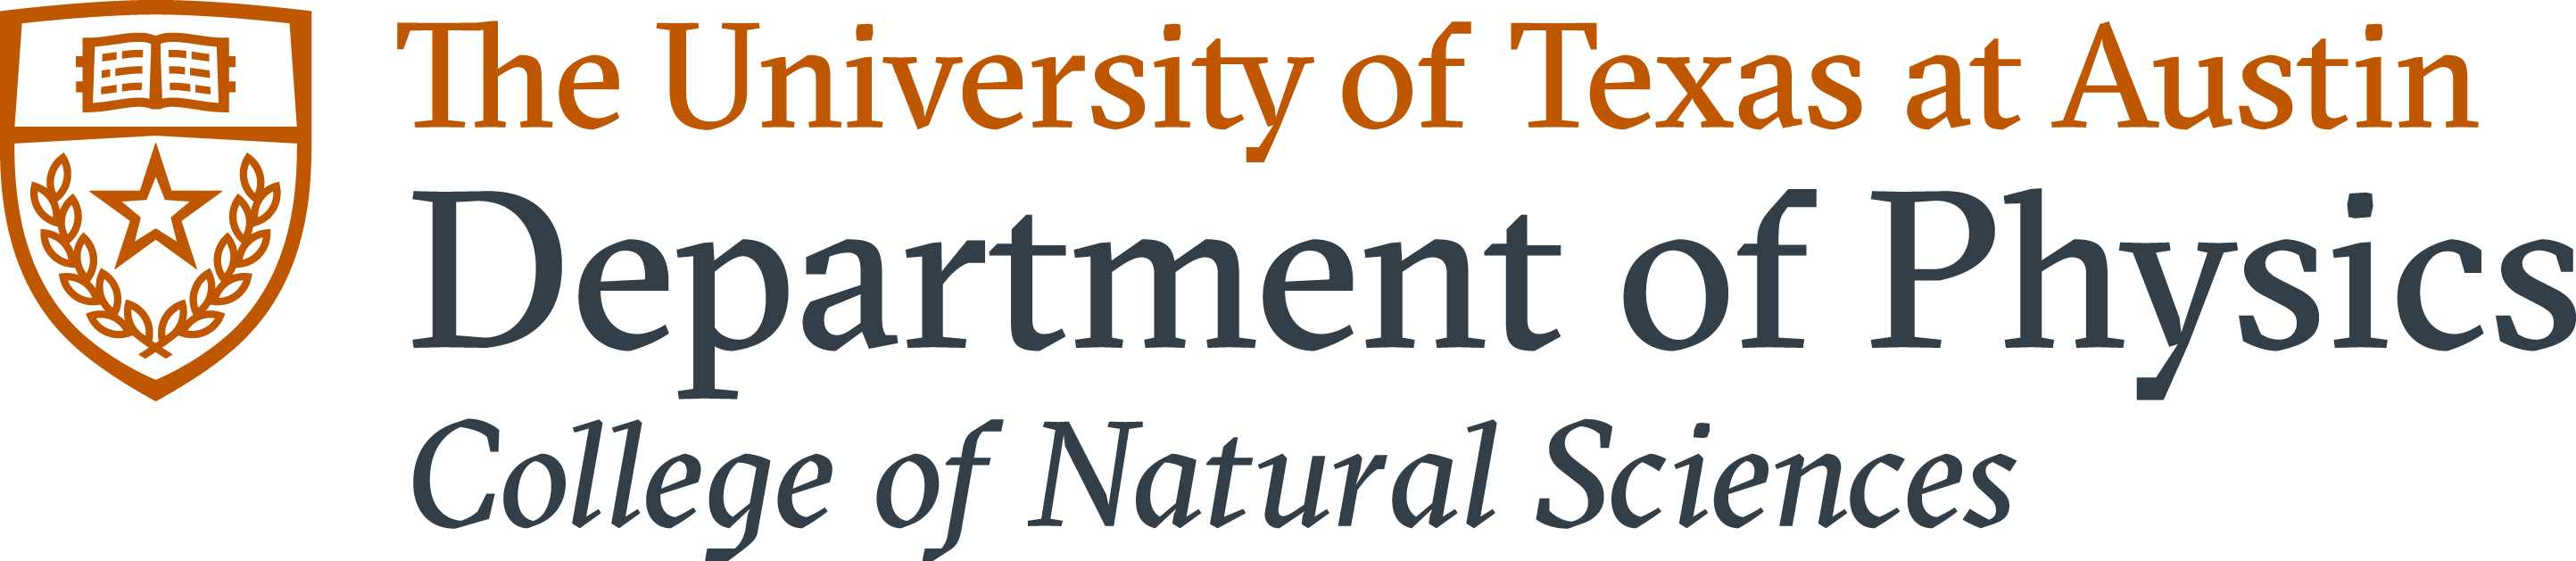 The University of Texas at Austin
Department of Physics
College of Natural Sciences